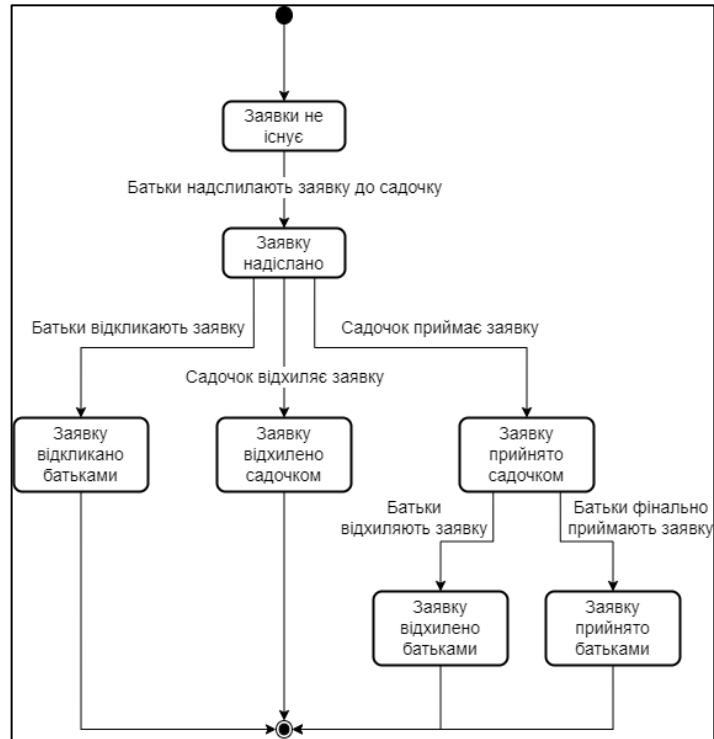 Заявки не
існує
Батьки надслилають заявку до садочку
Заявку
надіслано
Батьки відкликають заявку
Садочок приймає заявку
Садочок відхиляє заявку
Заявку
відкликано
батьками
Заявку
відхилено
садочком
Заявку
прийнято
садочком
Батьки
відхиляють заявку
Батьки фінально
приймають заявку
Заявку
відхилено
батьками
Заявку
прийнято
батьками